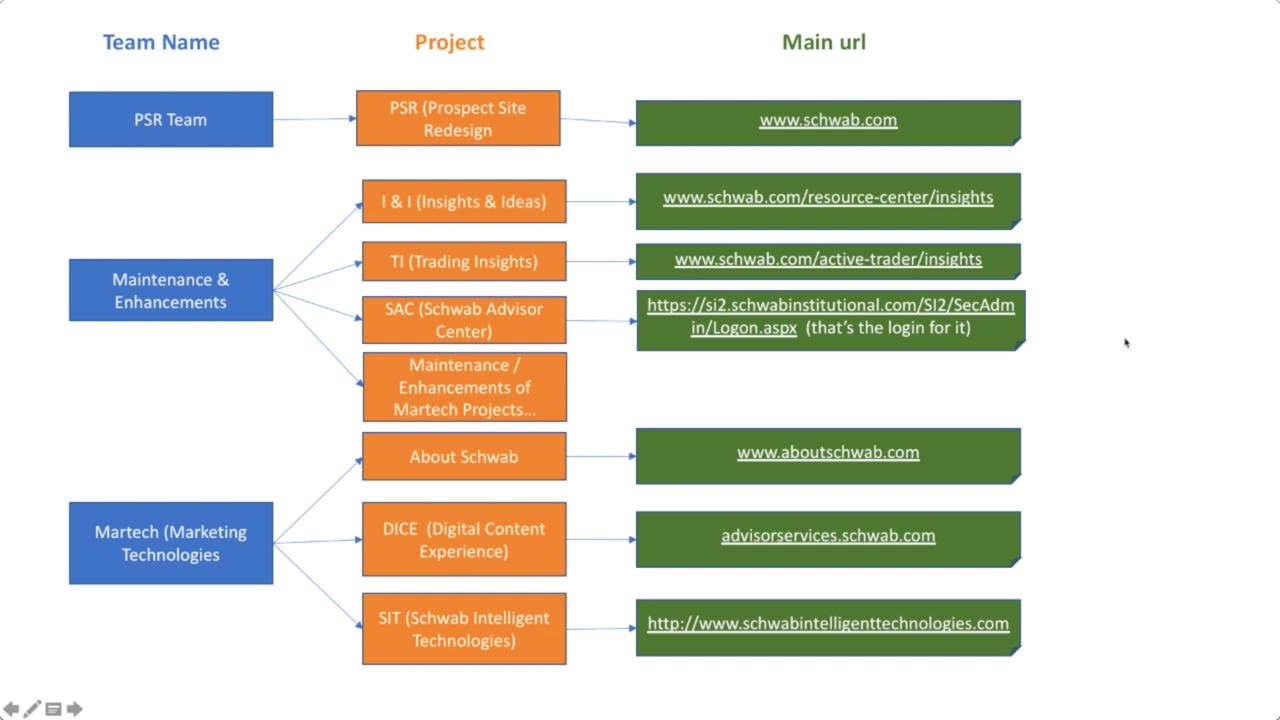 Team Name
Project
Main url
PSR Team
PSR (Prospect Site
Redesign
www.schwab.com
Maintenance &
Enhancements
I & I (Insights & Ideas)
www.schwab.com/resource-center/insights
TI (Trading Insights)
www.schwab.com/active-trader/insights
SAC (Schwab Advisor
Center)
https://si2.schwabinstitutional.com/SI2/SecAdm
in/Logon.aspx  (that's the login for it)
Maintenance /
Enhancements of
Martech Projects...
Martech (Marketing
Technologies
About Schwab
www.aboutschwab.com
DICE  (Digital Content
Experience)
advisorservices.schwab.com
SIT (Schwab Intelligent
Technologies)
http://www.schwabintelligenttechnologies.com